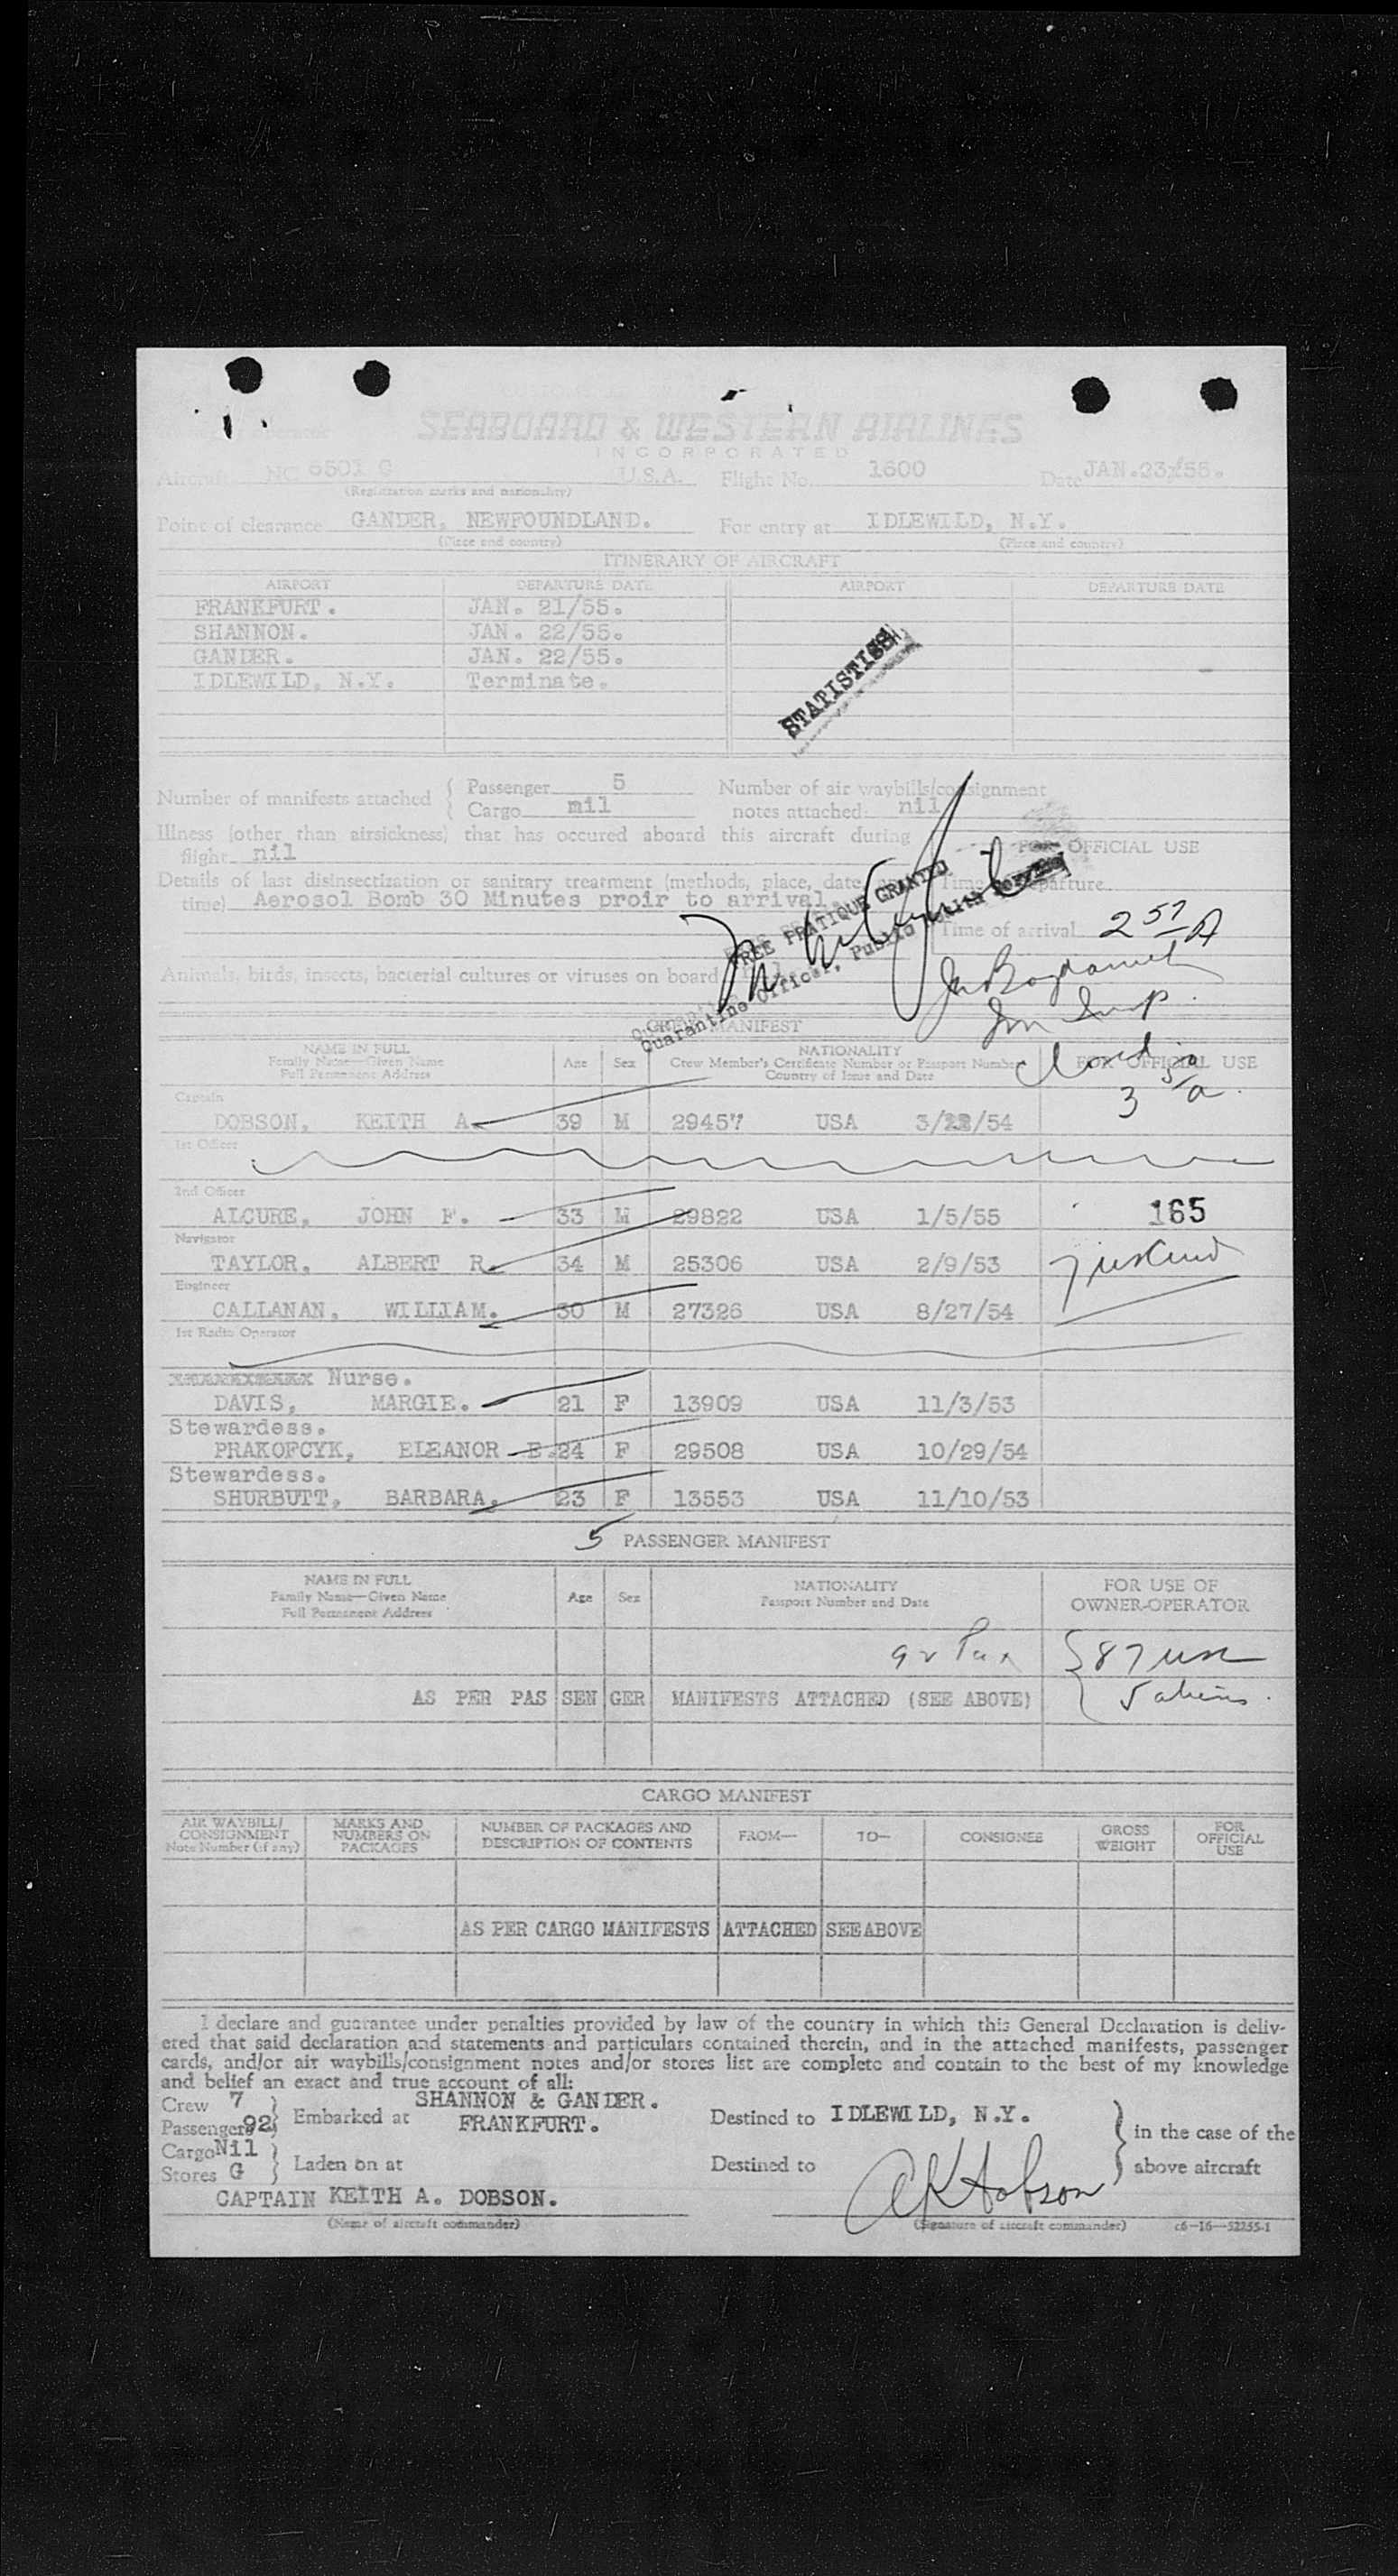 SEABOARD & WESTERN AIRLINES
INCORPORATED
Aircraft NC 6501 C U.S.A. Flight No. 1600 Date JAN.23/55.
(Registration marks and nationality)
Point of clearance GANDER, NEWFOUNDLAND. For entry at IDLEWILD, N.Y.
(Place and country) (Place and country)
ITINERARY OF AIRCRAFT
AIRPORT DEPARTURE DATE AIRPORT DEPARTURE DATE
FRANKFURT. JAN. 21/55.
SHANNON. JAN. 22/55.
GANDER. JAN. 22/55.
IDLEWILD, N.Y. Terminate.
STATISTICS
Number of manifests attached { Passenger 5 Number of air waybills/consignment
Cargo nil notes attached: nil
Illness (other than airsickness) that has occured aboard this aircraft during
flight nil FOR OFFICIAL USE
Details of last disinsectization or sanitary treatment (methods, place, date, Time departure
time) Aerosol Bomb 30 Minutes proir to arrival
FREE PRATIQUE GRANTED
Quarantine Officer, Public Health Service
Time of arrival 2 57 A
Animals, birds, insects, bacterial cultures or viruses on board
MANIFEST
NAME IN FULL
Family Name—Given Name
Full Permanent Address
Age Sex
NATIONALITY
Crew Member's Certificate Number or Passport Number
Country of Issue and Date
FOR OFFICIAL USE
Captain
DOBSON, KEITH A. 39 M 29457 USA 3/22/54
1st Officer
2nd Officer
ALCURE, JOHN F. 33 M 29822 USA 1/5/55 165
Navigator
TAYLOR, ALBERT R. 34 M 25306 USA 2/9/53
Engineer
CALLANAN, WILLIAM. 30 M 27326 USA 8/27/54
1st Radio Operator
Nurse.
DAVIS, MARGIE. 21 F 13909 USA 11/3/53
Stewardess.
PRAKOFCYK, ELEANOR E. 24 F 29508 USA 10/29/54
Stewardess.
SHURBUTT, BARBARA. 23 F 13553 USA 11/10/53
5 PASSENGER MANIFEST
NAME IN FULL
Family Name—Given Name
Full Permanent Address
Age Sex
NATIONALITY
Passport Number and Date
FOR USE OF
OWNER-OPERATOR
92 Pax 87 usc
AS PER PAS SEN GER MANIFESTS ATTACHED (SEE ABOVE) 5 aliens.
CARGO MANIFEST
AIR WAYBILL/
CONSIGNMENT
Note Number (if any)
MARKS AND
NUMBERS ON
PACKAGES
NUMBER OF PACKAGES AND
DESCRIPTION OF CONTENTS
FROM— TO— CONSIGNEE
GROSS
WEIGHT
FOR
OFFICIAL
USE
AS PER CARGO MANIFESTS ATTACHED SEE ABOVE
I declare and guarantee under penalties provided by law of the country in which this General Declaration is deliv-
ered that said declaration and statements and particulars contained therein, and in the attached manifests, passenger
cards, and/or air waybills/consignment notes and/or stores list are complete and contain to the best of my knowledge
and belief an exact and true account of all:
Crew 7 SHANNON & GANDER.
Passengers 92 } Embarked at FRANKFURT. Destined to IDLEWILD, N.Y. } in the case of the
Cargo Nil
Stores G } Laden on at Destined to above aircraft
CAPTAIN KEITH A. DOBSON.
(Name of aircraft commander) (Signature of aircraft commander) c6—16—52255-1